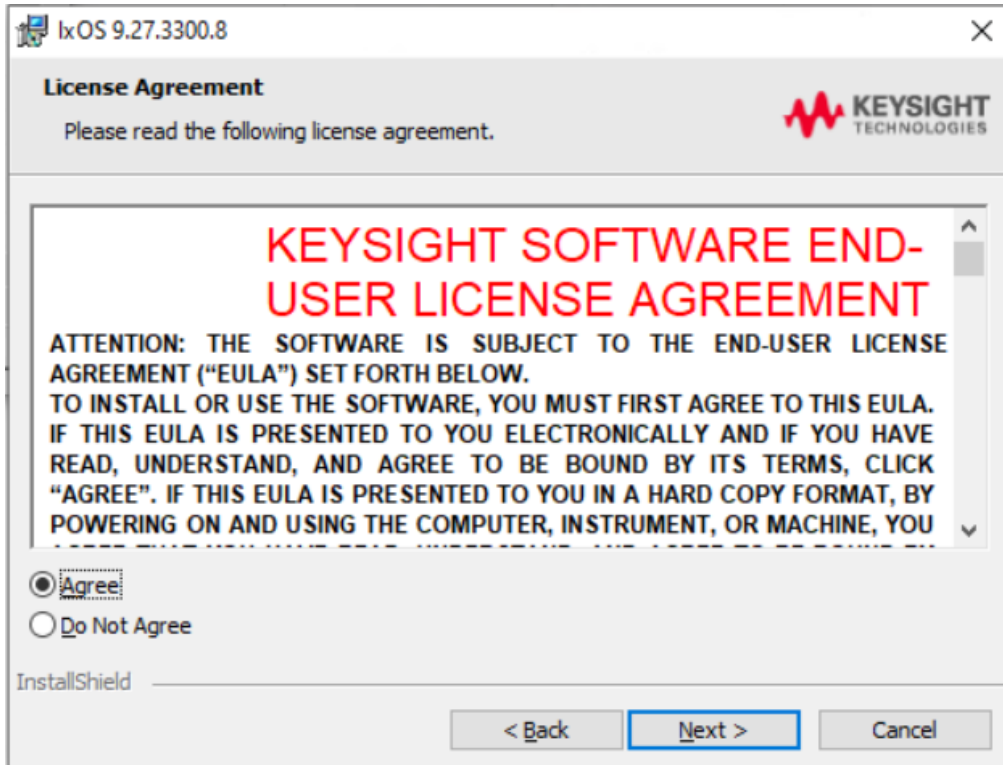 IxOS 9.27.3300.8
License Agreement
Please read the following license agreement.
KEYSIGHT
TECHNOLOGIES
KEYSIGHT SOFTWARE END-
USER LICENSE AGREEMENT
ATTENTION: THE SOFTWARE IS SUBJECT TO THE END-USER LICENSE
AGREEMENT (“EULA”) SET FORTH BELOW.
TO INSTALL OR USE THE SOFTWARE, YOU MUST FIRST AGREE TO THIS EULA.
IF THIS EULA IS PRESENTED TO YOU ELECTRONICALLY AND IF YOU HAVE
READ, UNDERSTAND, AND AGREE TO BE BOUND BY ITS TERMS, CLICK
“AGREE”. IF THIS EULA IS PRESENTED TO YOU IN A HARD COPY FORMAT, BY
POWERING ON AND USING THE COMPUTER, INSTRUMENT, OR MACHINE, YOU
Agree
Do Not Agree
InstallShield
< Back
Next >
Cancel